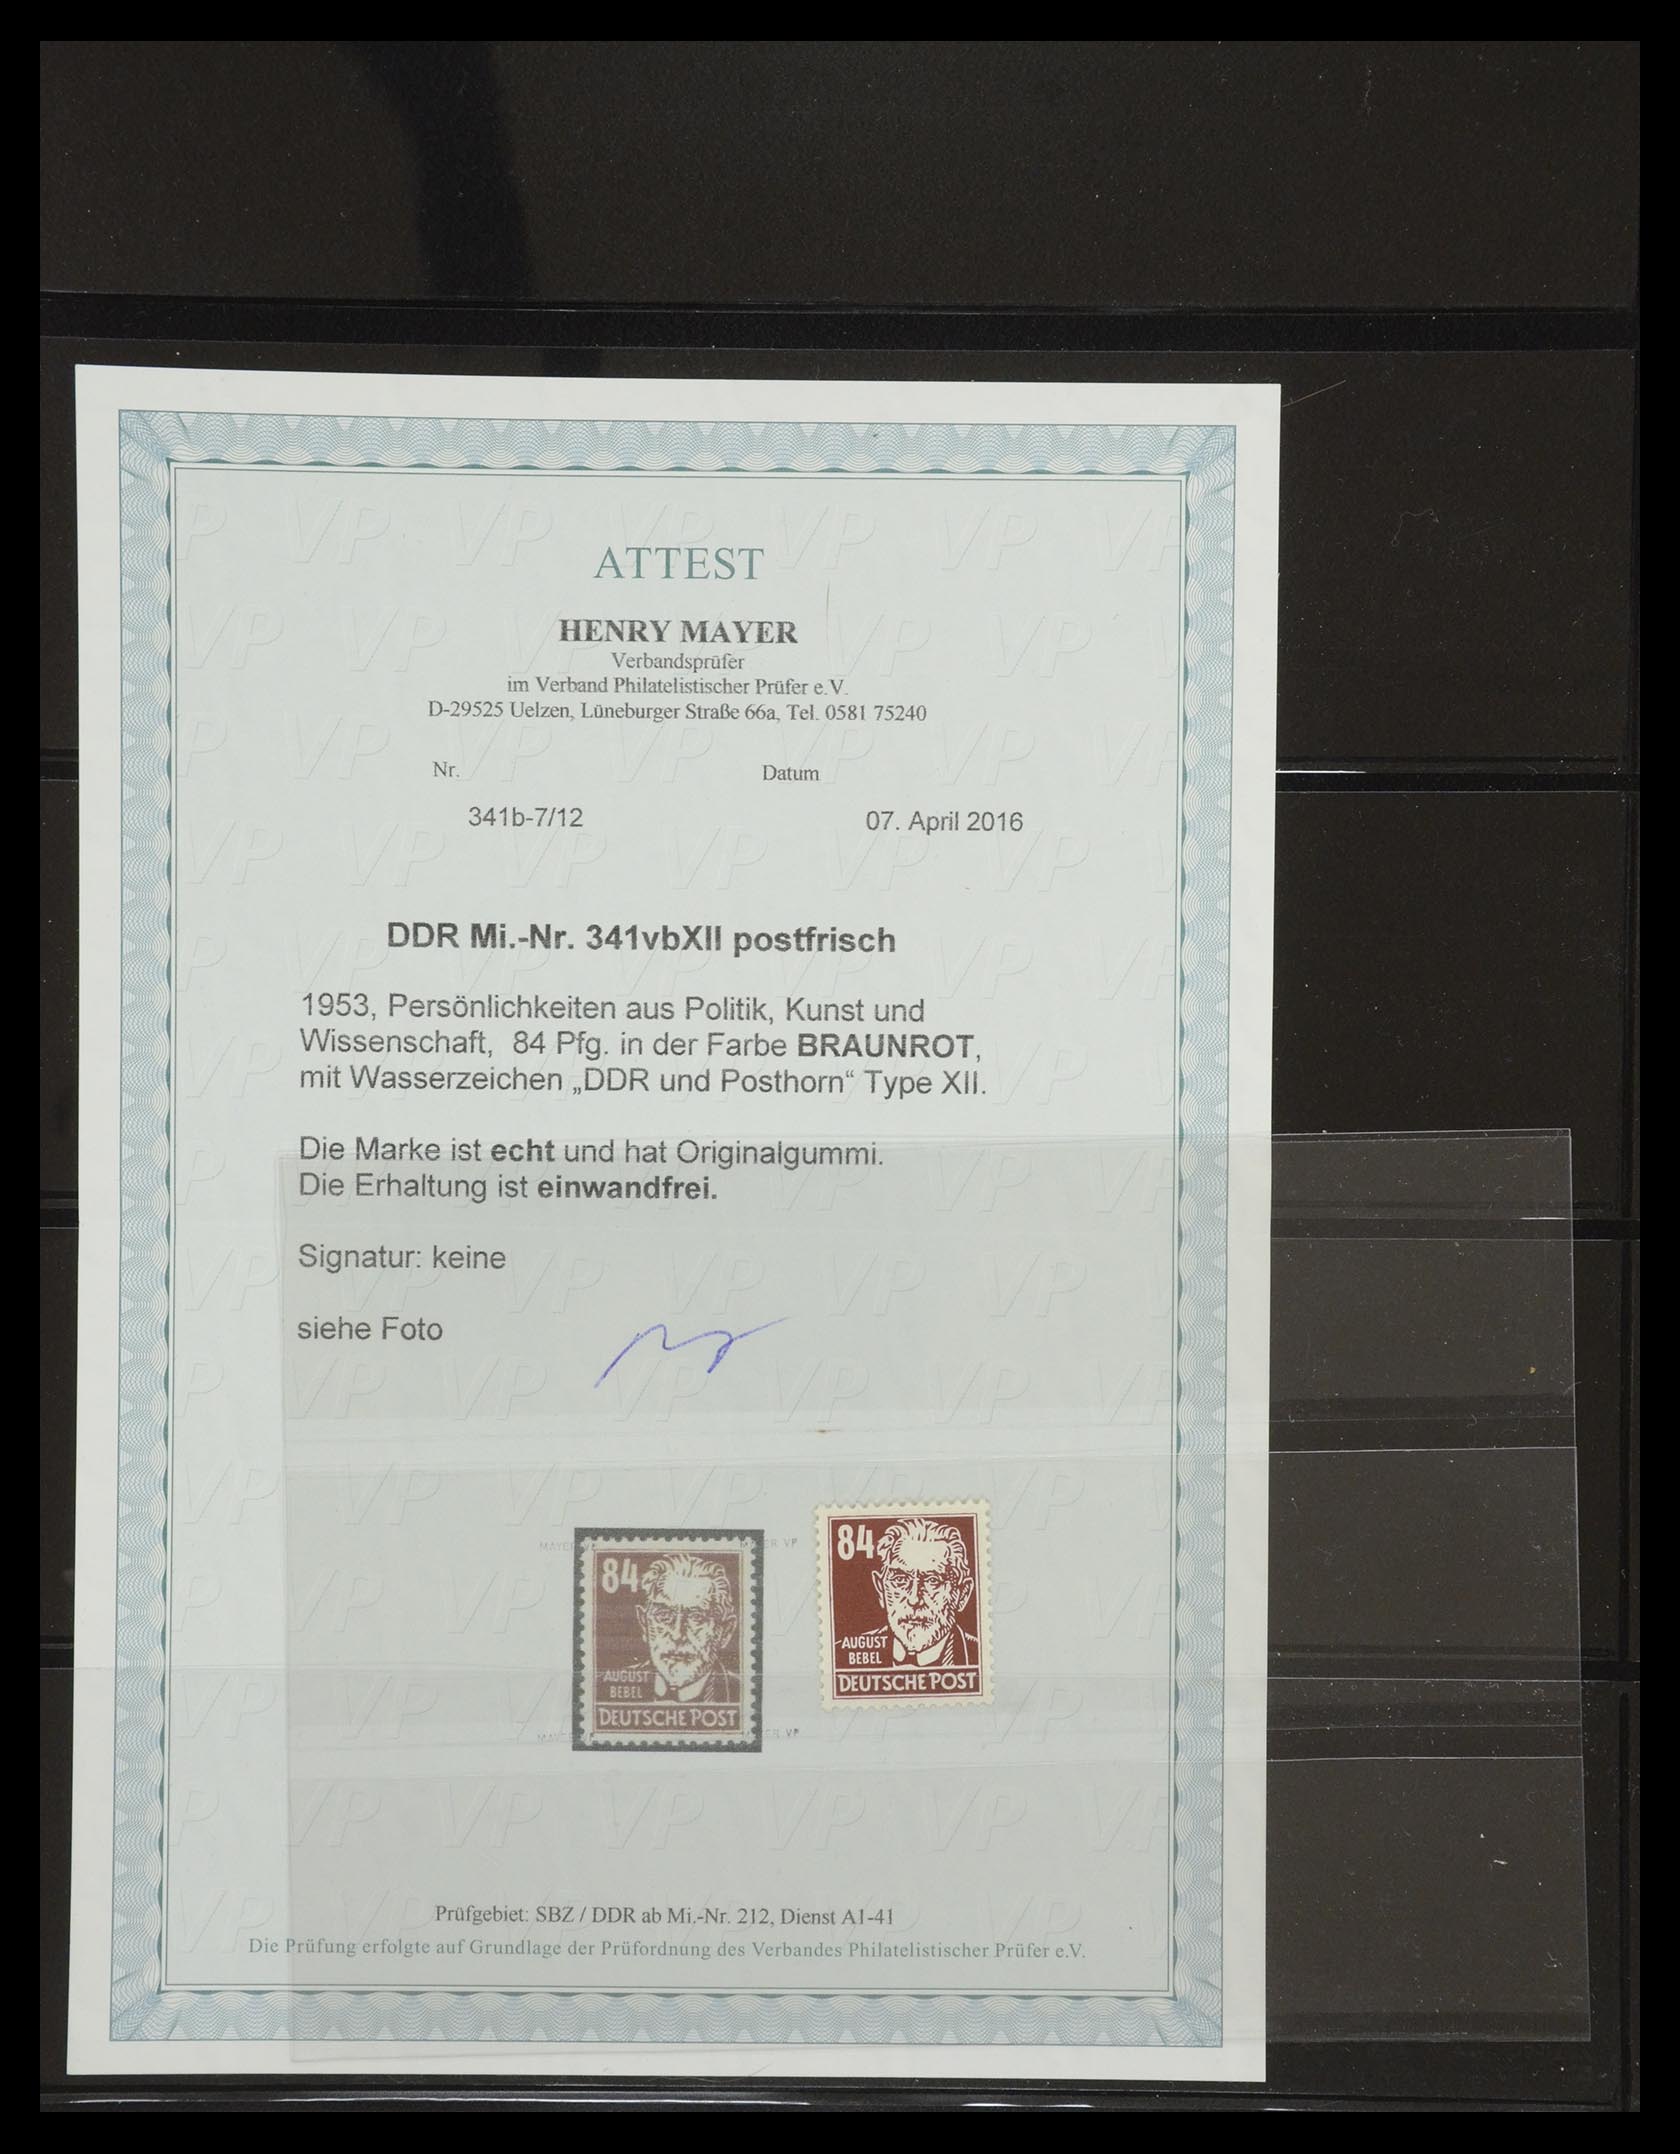 ATTEST
HENRY MAYER
Verbandsprüfer
im Verband Philatelistischer Prüfer e.V.
D-29525 Uelzen, Lüneburger Straße 66a, Tel. 0581 75240
Nr. Datum
341b-7/12 07. April 2016
DDR Mi.-Nr. 341vbXII postfrisch
1953, Persönlichkeiten aus Politik, Kunst und
Wissenschaft, 84 Pfg. in der Farbe BRAUNROT,
mit Wasserzeichen „DDR und Posthorn“ Type XII.
Die Marke ist echt und hat Originalgummi.
Die Erhaltung ist einwandfrei.
Signatur: keine
siehe Foto
84
AUGUST
BEBEL
DEUTSCHE POST
84
AUGUST
BEBEL
DEUTSCHE POST
Prüfgebiet: SBZ / DDR ab Mi.-Nr. 212, Dienst A1-41
Die Prüfung erfolgte auf Grundlage der Prüfordnung des Verbandes Philatelistischer Prüfer e.V.